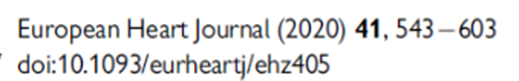 European Heart Journal (2020) 41, 543–603
doi:10.1093/eurheartj/ehz405